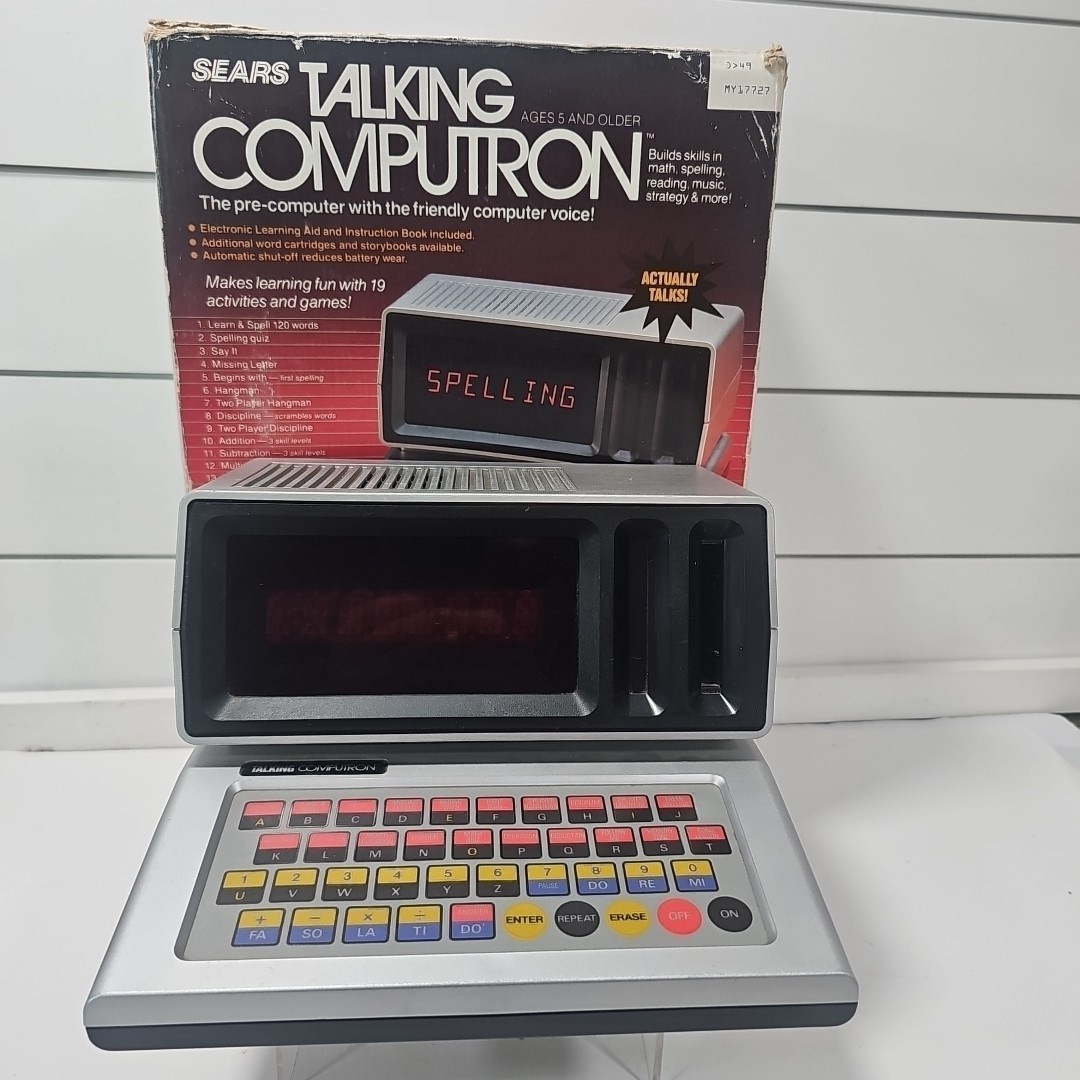 SEARS TALKING
COMPUTRON™
AGES 5 AND OLDER
Builds skills in
math, spelling,
reading, music,
strategy & more!
MY17727
The pre-computer with the friendly computer voice!
• Electronic Learning Aid and Instruction Book included.
• Additional word cartridges and storybooks available.
• Automatic shut-off reduces battery wear.
Makes learning fun with 19
activities and games!
ACTUALLY
TALKS!
1. Learn & Spell 120 words
2. Spelling quiz
3. Say It
4. Missing Letter
5. Begins with — first spelling
6. Hangman
7. Two Player Hangman
8. Discipline — scrambles words
9. Two Player Discipline
10. Addition — 3 skill levels
11. Subtraction — 3 skill levels
12.
SPELLING
TALKING COMPUTRON
A B C D E F G H I J
K L M N O P Q R S T
1 2 3 4 5 6 7 8 9 0
U V W X Y Z PAUSE DO RE MI
+ − × ÷ ANSWER
FA SO LA TI DO' ENTER REPEAT ERASE OFF ON